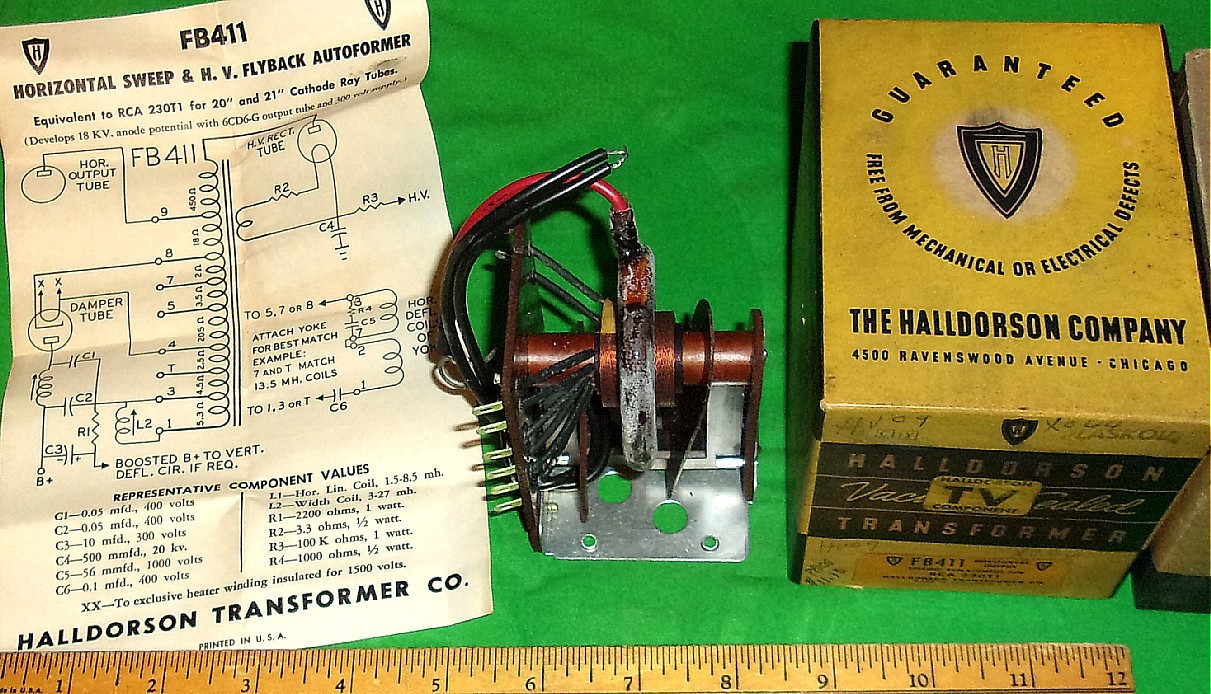 H
H
FB411
HORIZONTAL SWEEP & H. V. FLYBACK AUTOFORMER
Equivalent to RCA 230T1 for 20" and 21" Cathode Ray Tubes.
(Develops 18 KV. anode potential with 6CD6-G output tube and 300 volt supply.)
HOR. OUTPUT TUBE
FB411
H.V. RECT. TUBE
R2
R3
H.V.
C4
450Ω
9
18Ω
8
2Ω
7
3.5Ω
5
205Ω
4
2.5Ω
T
4.5Ω
3
5.3Ω
1
X X
DAMPER TUBE
C1
C2
R1
L2
C3
B+
BOOSTED B+ TO VERT.
DEFL. CIR. IF REQ.
TO 5, 7 OR 8
8
R4
C5
7
2
HOR.
DEFL.
ATTACH YOKE
FOR BEST MATCH
EXAMPLE:
7 AND T MATCH
13.5 MH. COILS
TO 1, 3 OR T
C6
1
REPRESENTATIVE COMPONENT VALUES
C1—0.05 mfd., 400 volts
C2—0.05 mfd., 400 volts
C3—10 mfd., 300 volts
C4—500 mmfd., 20 kv.
C5—56 mmfd., 1000 volts
C6—0.1 mfd., 400 volts
L1—Hor. Lin. Coil, 1.5-8.5 mh.
L2—Width Coil, 3-27 mh.
R1—2200 ohms, 1 watt.
R2—3.3 ohms, ½ watt.
R3—100 K ohms, 1 watt.
R4—1000 ohms, ½ watt.
XX—To exclusive heater winding insulated for 1500 volts.
HALLDORSON TRANSFORMER CO.
PRINTED IN U. S. A.
GUARANTEED
H
FREE FROM MECHANICAL OR ELECTRICAL DEFECTS
THE HALLDORSON COMPANY
4500 RAVENSWOOD AVENUE - CHICAGO
HALLDORSON
HALLDORSON
TV
COMPONENT
TRANSFORMER
FB411
RCA 230T1
U.S.A. 1 2 3 4 5 6 7 8 9 10 11 12